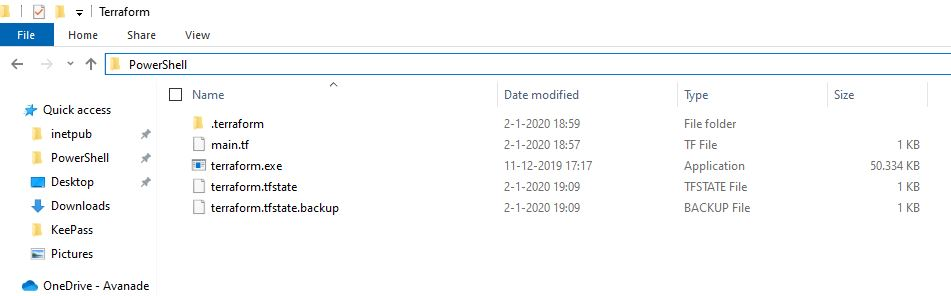 Terraform
File Home Share View
PowerShell
Name Date modified Type Size
Quick access
inetpub
PowerShell
Desktop
Downloads
KeePass
Pictures
OneDrive - Avanade
.terraform 2-1-2020 18:59 File folder
main.tf 2-1-2020 18:57 TF File 1 KB
terraform.exe 11-12-2019 17:17 Application 50.334 KB
terraform.tfstate 2-1-2020 19:09 TFSTATE File 1 KB
terraform.tfstate.backup 2-1-2020 19:09 BACKUP File 1 KB